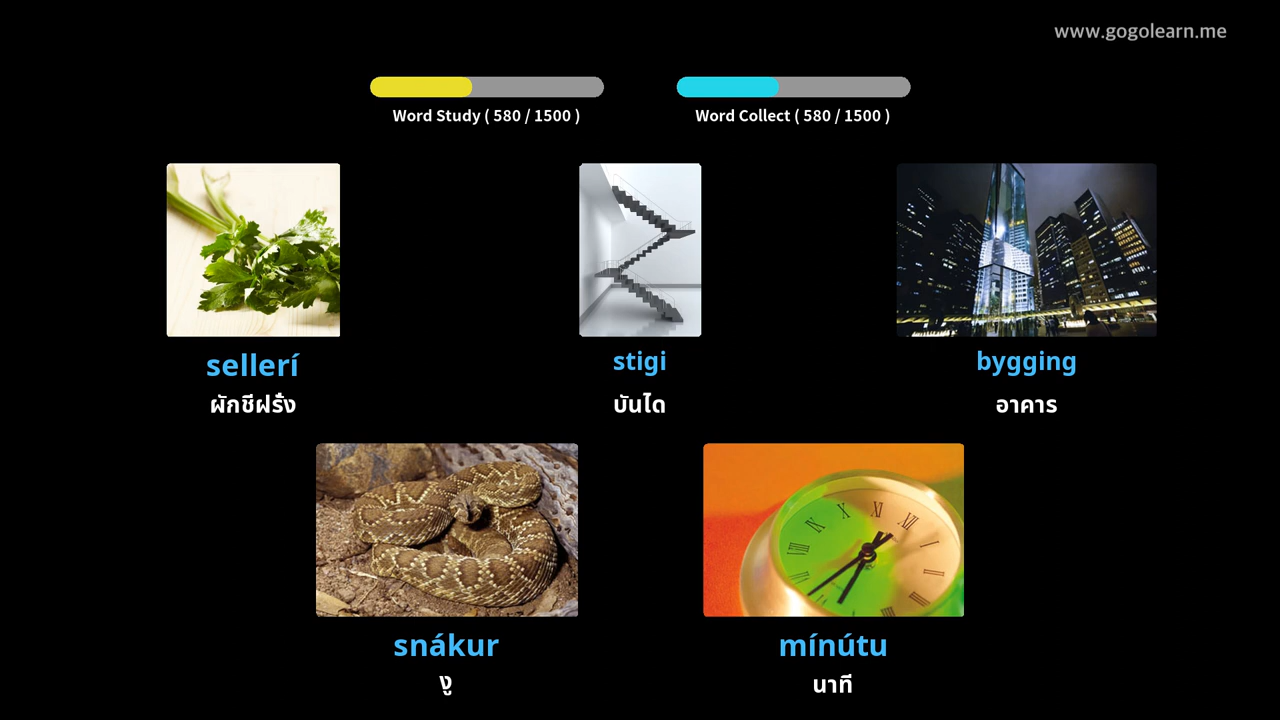 www.gogolearn.me
Word Study ( 580 / 1500 )
Word Collect ( 580 / 1500 )
sellerí
stigi
bygging
ผักชีฝรั่ง
บันได
อาคาร
snákur
mínútu
งู
นาที